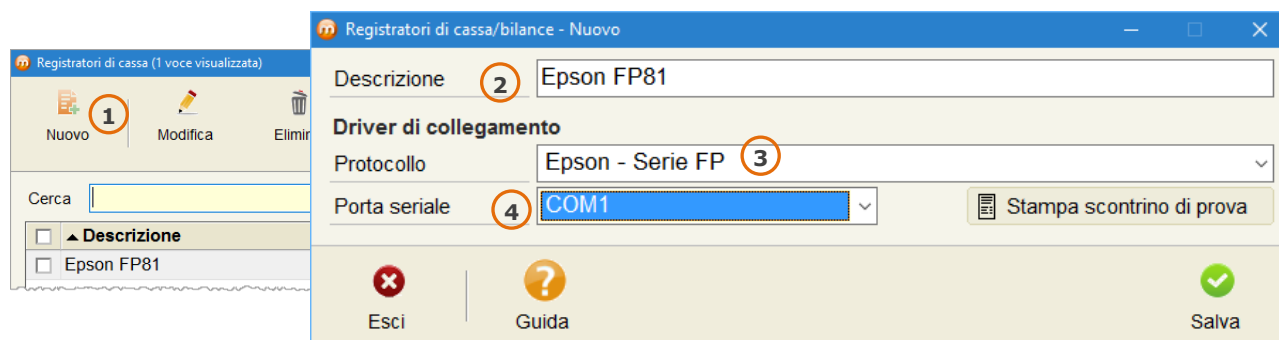 Registratori di cassa (1 voce visualizzata)
Nuovo
1
Modifica
Elimin
Cerca
Descrizione
Epson FP81
Registratori di cassa/bilance - Nuovo
Descrizione 2 Epson FP81
Driver di collegamento
Protocollo Epson - Serie FP 3
Porta seriale 4 COM1 Stampa scontrino di prova
Esci Guida Salva